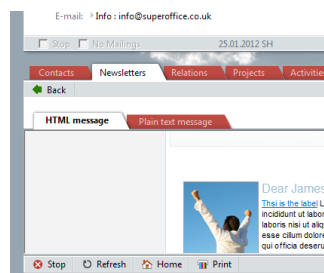 E-mail: Info : info@superoffice.co.uk
Stop No Mailings 25.01.2012 SH
Contacts Newsletters Relations Projects Activitie
Back
HTML message Plain text message
Dear James
Thsi is the label L
incididunt ut labor
laboris nisi ut aliq
esse cillum dolore
qui officia deseru
Stop Refresh Home Print